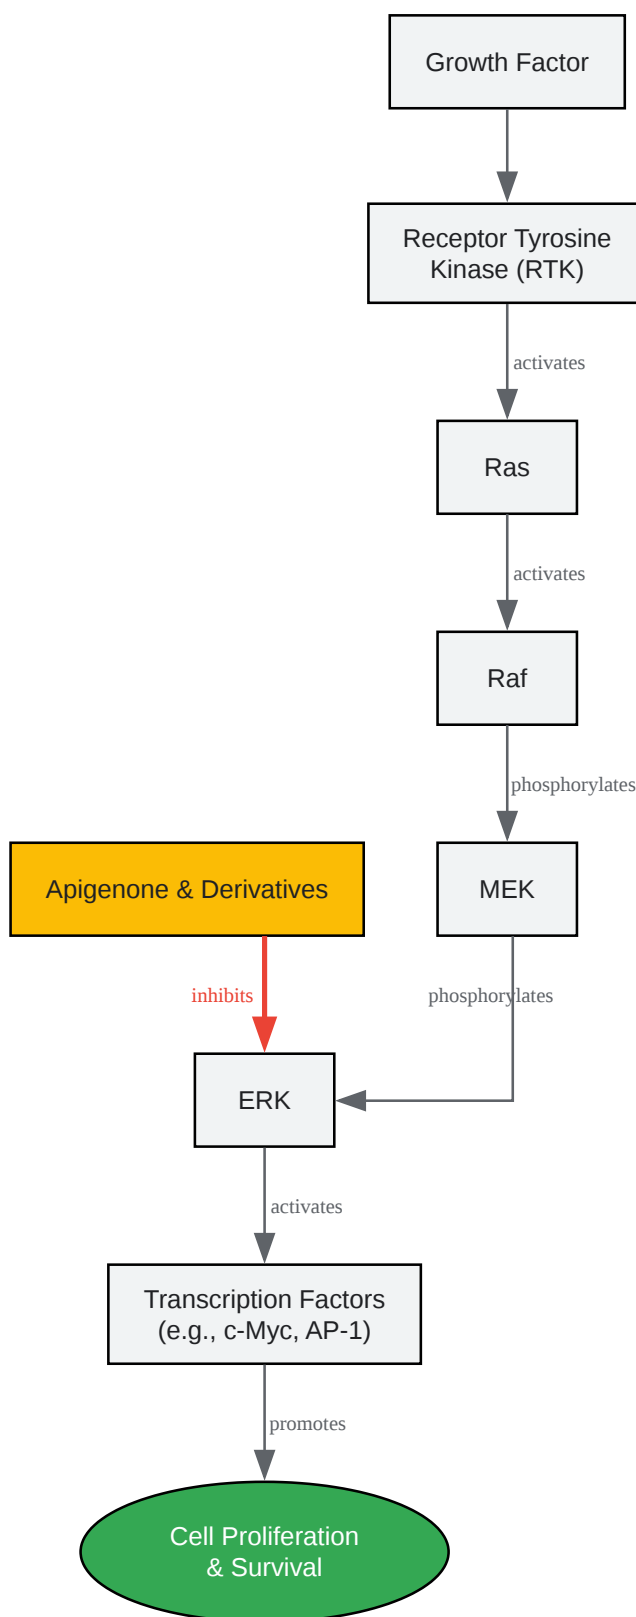 Growth Factor
Receptor Tyrosine
Kinase (RTK)
activates
Ras
activates
Raf
phosphorylates
Apigenone & Derivatives
MEK
inhibits
phosphorylates
ERK
activates
Transcription Factors
(e.g., c-Myc, AP-1)
promotes
Cell Proliferation
& Survival